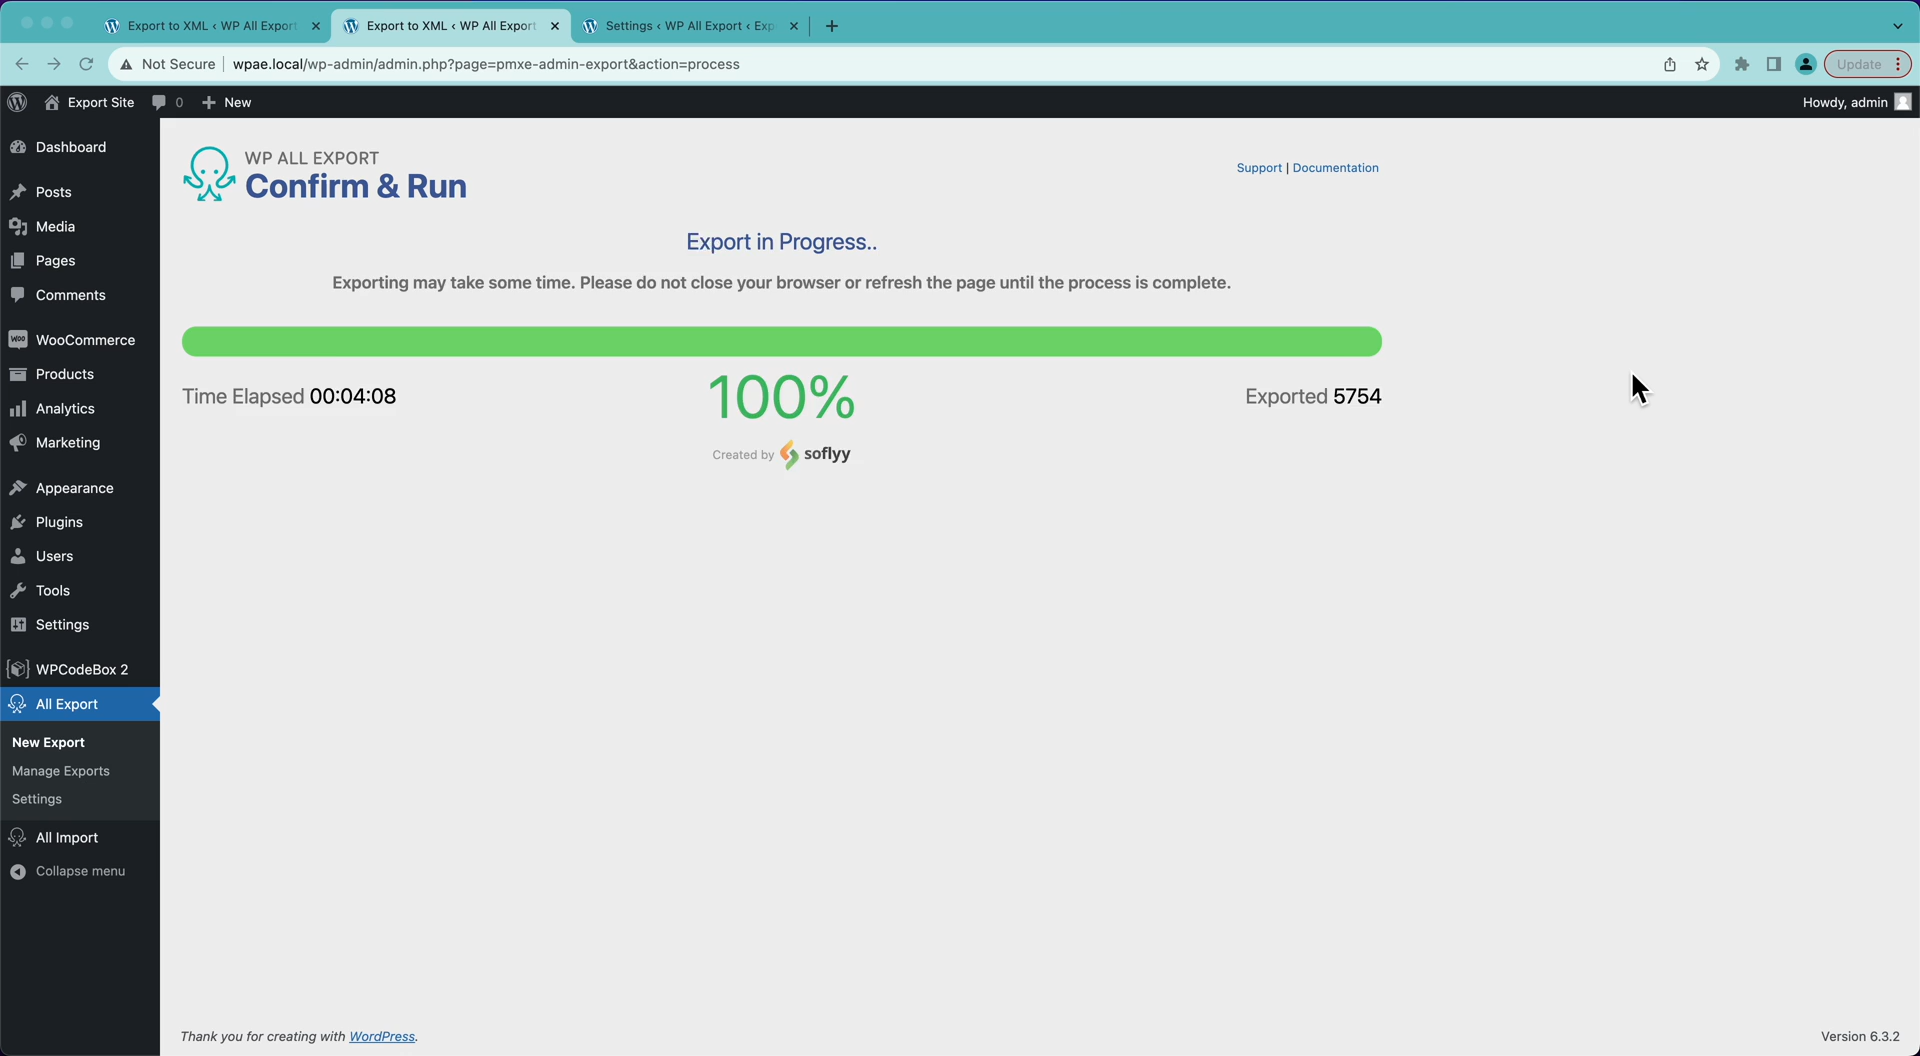 Export to XML ‹ WP All Export
Export to XML ‹ WP All Export
Settings ‹ WP All Export ‹ Exp
Not Secure
wpae.local/wp-admin/admin.php?page=pmxe-admin-export&action=process
Update
Export Site
0
New
Howdy, admin
Dashboard
Posts
Media
Pages
Comments
WooCommerce
Products
Analytics
Marketing
Appearance
Plugins
Users
Tools
Settings
WPCodeBox 2
All Export
New Export
Manage Exports
Settings
All Import
Collapse menu
WP ALL EXPORT
Confirm & Run
Support | Documentation
Export in Progress..
Exporting may take some time. Please do not close your browser or refresh the page until the process is complete.
Time Elapsed 00:04:08
100%
Exported 5754
Created by soflyy
Thank you for creating with WordPress.
Version 6.3.2